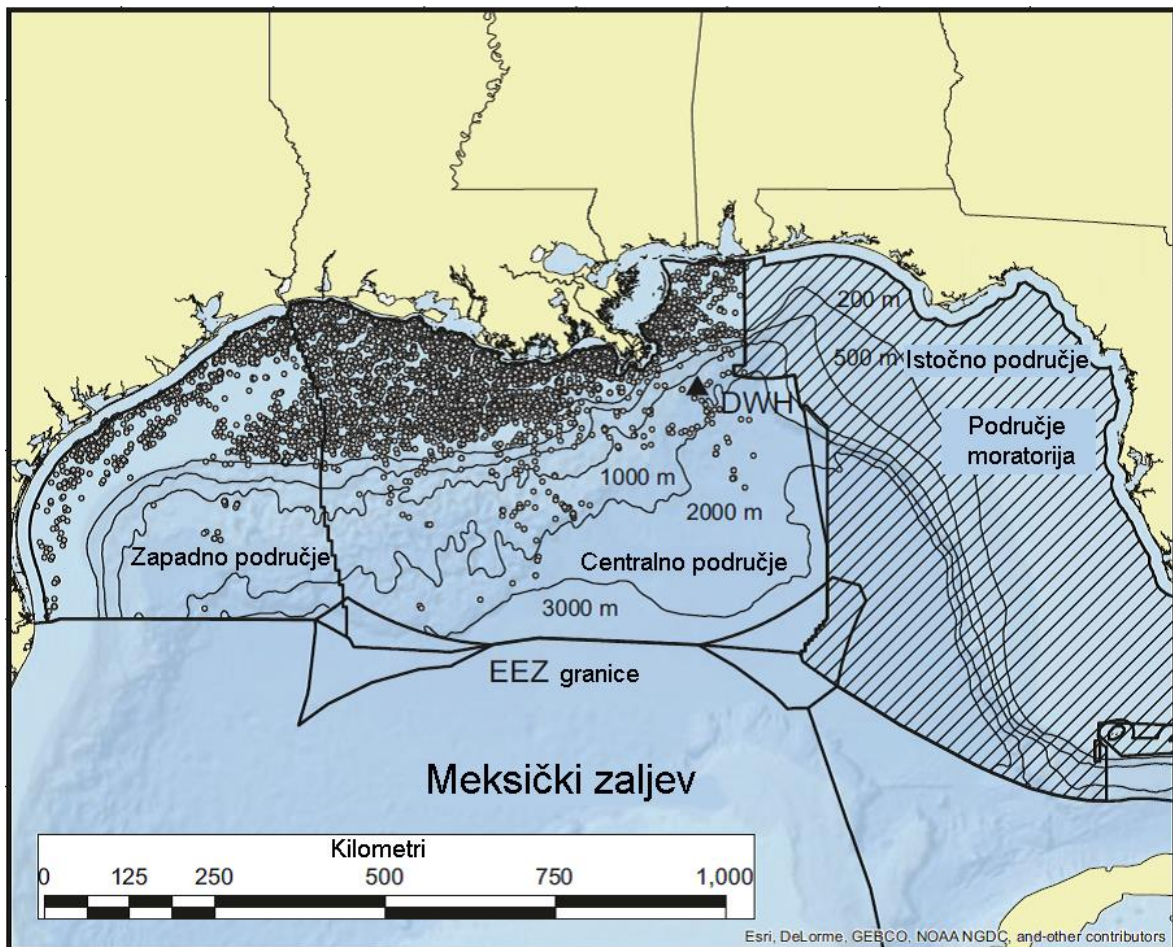 200 m
500 m
Istočno područje
DWH
Područje
moratorija
1000 m
2000 m
Zapadno područje
Centralno područje
3000 m
EEZ granice
Meksički zaljev
Kilometri
0 125 250 500 750 1,000
Esri, DeLorme, GEBCO, NOAA NGDC, and other contributors